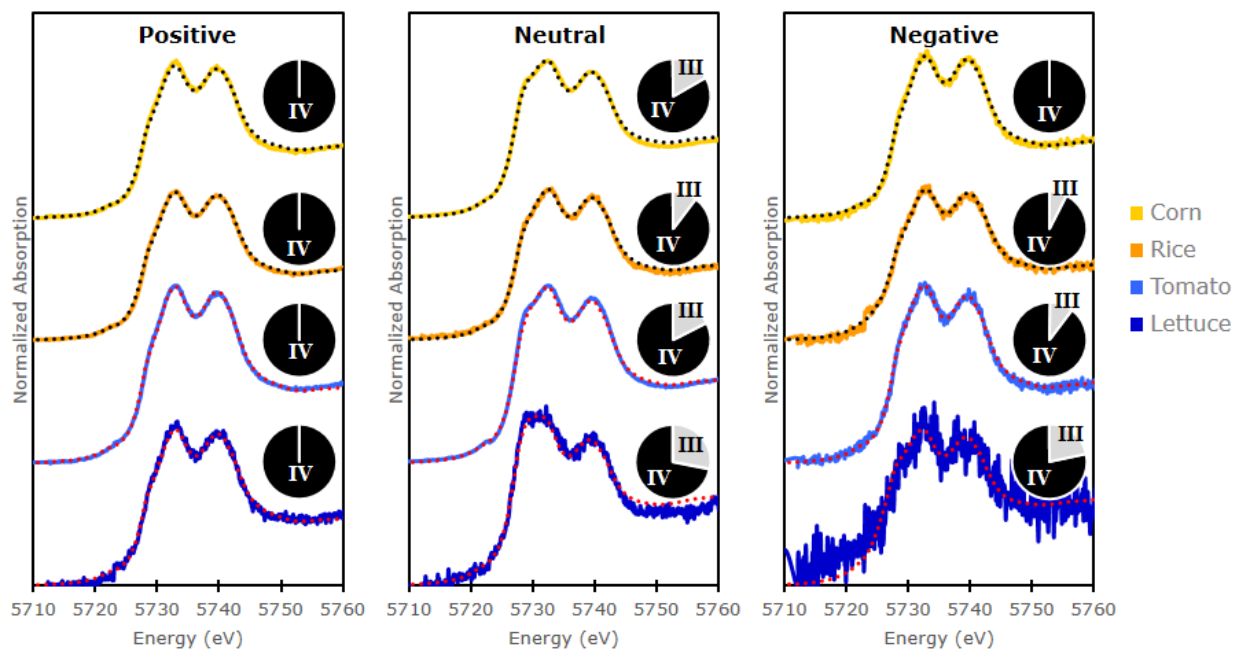 Positive
Neutral
Negative
IV
III
IV
IV
IV
III
IV
III
IV
IV
III
IV
III
IV
IV
III
IV
III
IV
Normalized Absorption
Normalized Absorption
Normalized Absorption
Corn
Rice
Tomato
Lettuce
5710 5720 5730 5740 5750 5760
5710 5720 5730 5740 5750 5760
5710 5720 5730 5740 5750 5760
Energy (eV)
Energy (eV)
Energy (eV)